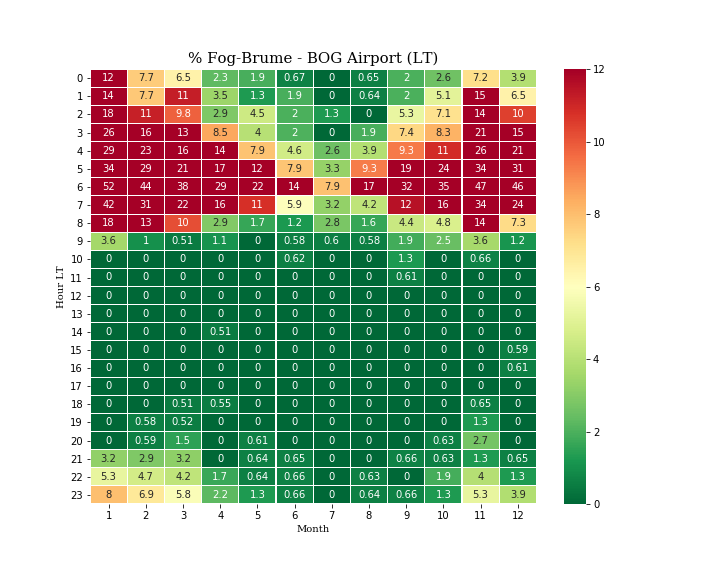 % Fog-Brume - BOG Airport (LT)
0 12 7.7 6.5 2.3 1.9 0.67 0 0.65 2 2.6 7.2 3.9
1 14 7.7 11 3.5 1.3 1.9 0 0.64 2 5.1 15 6.5
2 18 11 9.8 2.9 4.5 2 1.3 0 5.3 7.1 14 10
3 26 16 13 8.5 4 2 0 1.9 7.4 8.3 21 15
4 29 23 16 14 7.9 4.6 2.6 3.9 9.3 11 26 21
5 34 29 21 17 12 7.9 3.3 9.3 19 24 34 31
6 52 44 38 29 22 14 7.9 17 32 35 47 46
7 42 31 22 16 11 5.9 3.2 4.2 12 16 34 24
8 18 13 10 2.9 1.7 1.2 2.8 1.6 4.4 4.8 14 7.3
9 3.6 1 0.51 1.1 0 0.58 0.6 0.58 1.9 2.5 3.6 1.2
10 0 0 0 0 0 0.62 0 0 1.3 0 0.66 0
11 0 0 0 0 0 0 0 0 0.61 0 0 0
12 0 0 0 0 0 0 0 0 0 0 0 0
13 0 0 0 0 0 0 0 0 0 0 0 0
14 0 0 0 0.51 0 0 0 0 0 0 0 0
15 0 0 0 0 0 0 0 0 0 0 0 0.59
16 0 0 0 0 0 0 0 0 0 0 0 0.61
17 0 0 0 0 0 0 0 0 0 0 0 0
18 0 0 0.51 0.55 0 0 0 0 0 0 0.65 0
19 0 0.58 0.52 0 0 0 0 0 0 0 1.3 0
20 0 0.59 1.5 0 0.61 0 0 0 0 0.63 2.7 0
21 3.2 2.9 3.2 0 0.64 0.65 0 0 0.66 0.63 1.3 0.65
22 5.3 4.7 4.2 1.7 0.64 0.66 0 0.63 0 1.9 4 1.3
23 8 6.9 5.8 2.2 1.3 0.66 0 0.64 0.66 1.3 5.3 3.9
1 2 3 4 5 6 7 8 9 10 11 12
Month
Hour LT
12
10
8
6
4
2
0